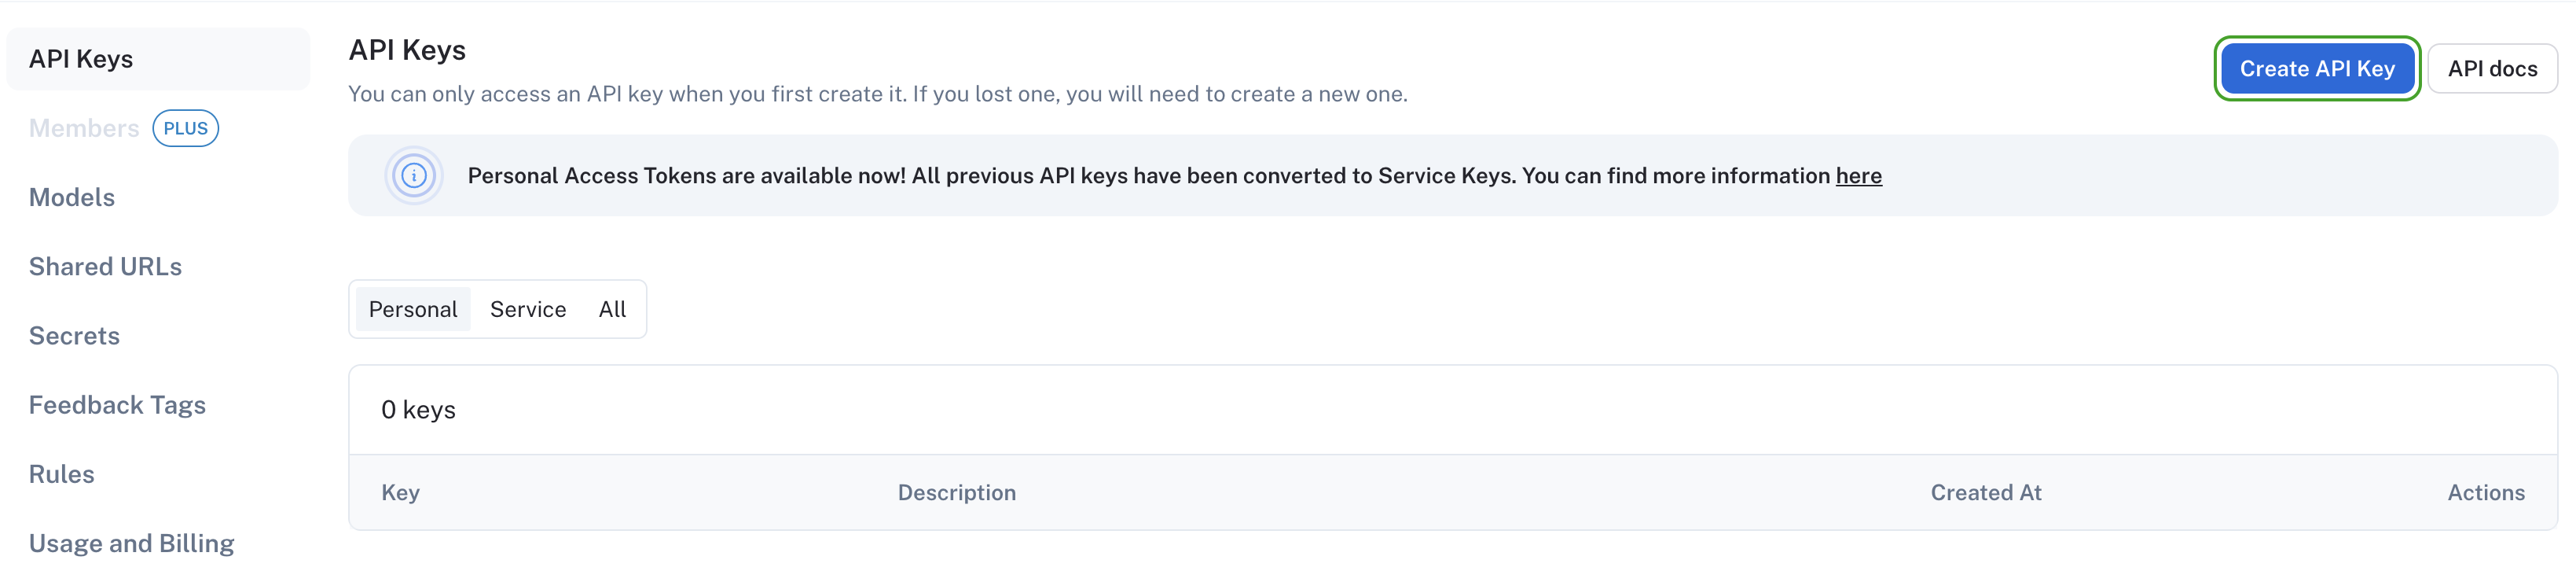 API Keys
Members PLUS
Models
Shared URLs
Secrets
Feedback Tags
Rules
Usage and Billing
API Keys
You can only access an API key when you first create it. If you lost one, you will need to create a new one.
Create API Key
API docs
Personal Access Tokens are available now! All previous API keys have been converted to Service Keys. You can find more information here
Personal Service All
0 keys
Key Description Created At Actions